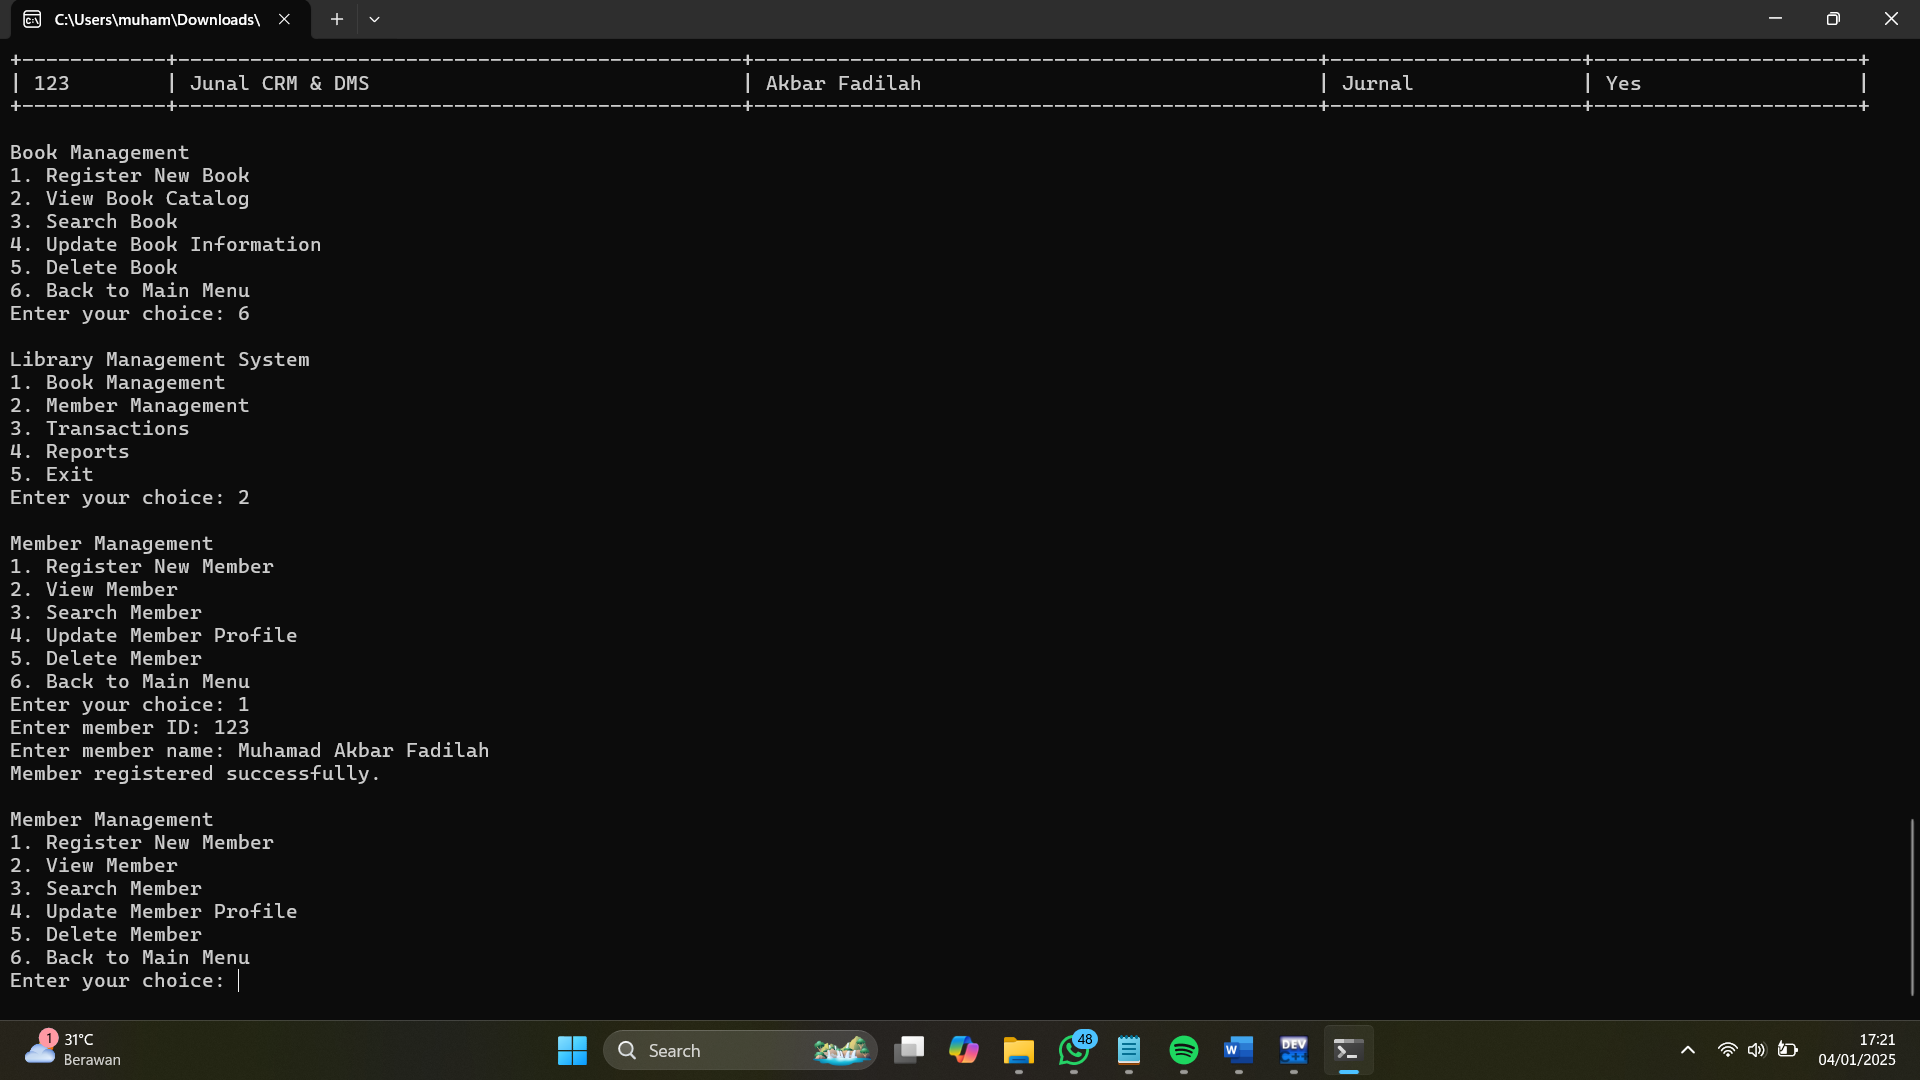 C:\Users\muham\Downloads\
| 123 | Junal CRM & DMS | Akbar Fadilah | Jurnal | Yes |
Book Management
1. Register New Book
2. View Book Catalog
3. Search Book
4. Update Book Information
5. Delete Book
6. Back to Main Menu
Enter your choice: 6
Library Management System
1. Book Management
2. Member Management
3. Transactions
4. Reports
5. Exit
Enter your choice: 2
Member Management
1. Register New Member
2. View Member
3. Search Member
4. Update Member Profile
5. Delete Member
6. Back to Main Menu
Enter your choice: 1
Enter member ID: 123
Enter member name: Muhamad Akbar Fadilah
Member registered successfully.
Member Management
1. Register New Member
2. View Member
3. Search Member
4. Update Member Profile
5. Delete Member
6. Back to Main Menu
Enter your choice:
1
31°C
Berawan
Search
48
W
DEV
17:21
04/01/2025